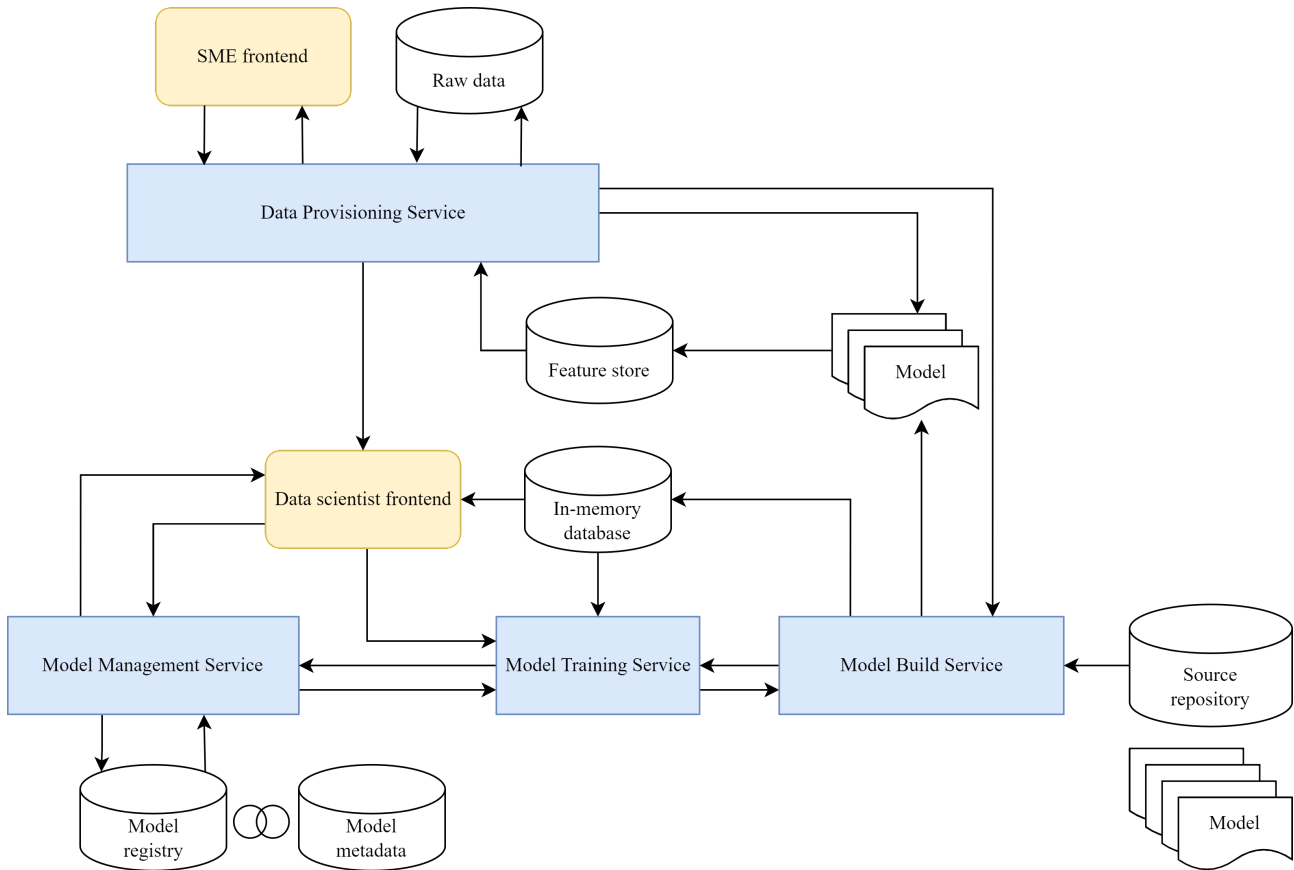 SME frontend
Raw data
Data Provisioning Service
Feature store
Model
Data scientist frontend
In-memory
database
Model Management Service
Model Training Service
Model Build Service
Source
repository
Model
registry
Model
metadata
Model